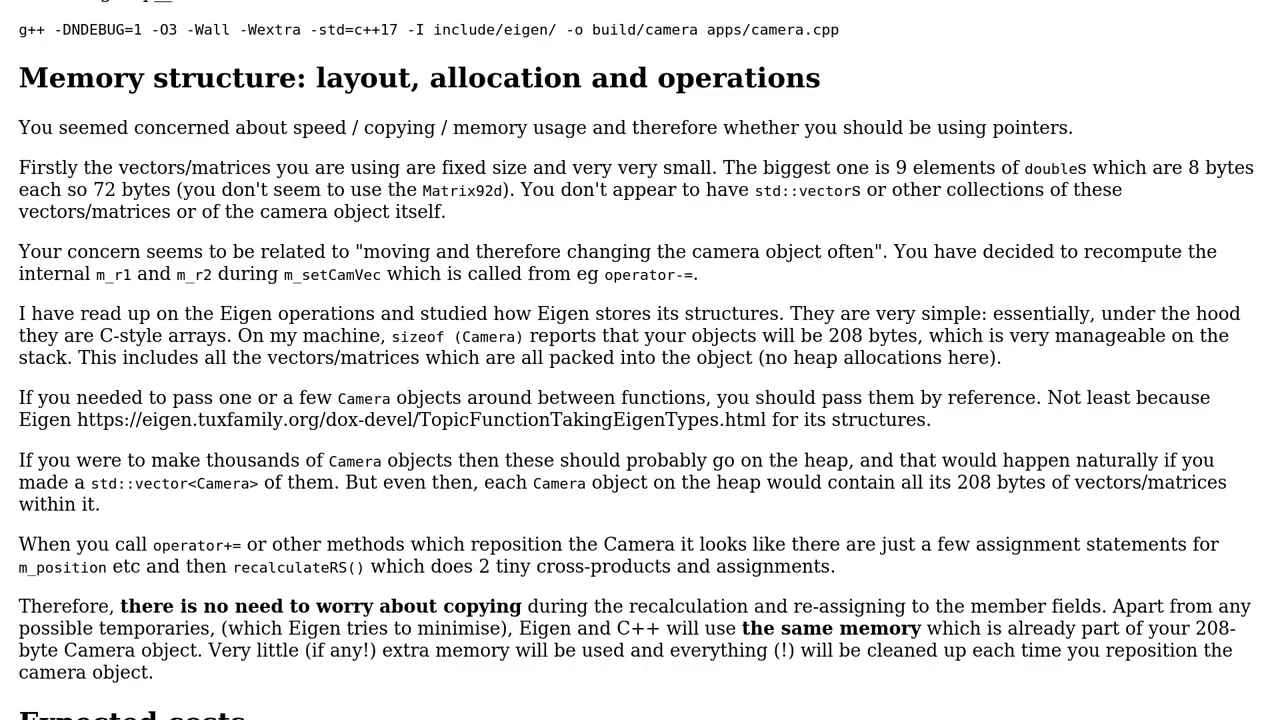 g++ -DNDEBUG=1 -O3 -Wall -Wextra -std=c++17 -I include/eigen/ -o build/camera apps/camera.cpp
Memory structure: layout, allocation and operations
You seemed concerned about speed / copying / memory usage and therefore whether you should be using pointers.
Firstly the vectors/matrices you are using are fixed size and very very small. The biggest one is 9 elements of doubles which are 8 bytes
each so 72 bytes (you don't seem to use the Matrix92d). You don't appear to have std::vectors or other collections of these
vectors/matrices or of the camera object itself.
Your concern seems to be related to "moving and therefore changing the camera object often". You have decided to recompute the
internal m_r1 and m_r2 during m_setCamVec which is called from eg operator-=.
I have read up on the Eigen operations and studied how Eigen stores its structures. They are very simple: essentially, under the hood
they are C-style arrays. On my machine, sizeof (Camera) reports that your objects will be 208 bytes, which is very manageable on the
stack. This includes all the vectors/matrices which are all packed into the object (no heap allocations here).
If you needed to pass one or a few Camera objects around between functions, you should pass them by reference. Not least because
Eigen https://eigen.tuxfamily.org/dox-devel/TopicFunctionTakingEigenTypes.html for its structures.
If you were to make thousands of Camera objects then these should probably go on the heap, and that would happen naturally if you
made a std::vector<Camera> of them. But even then, each Camera object on the heap would contain all its 208 bytes of vectors/matrices
within it.
When you call operator+= or other methods which reposition the Camera it looks like there are just a few assignment statements for
m_position etc and then recalculateRS() which does 2 tiny cross-products and assignments.
Therefore, there is no need to worry about copying during the recalculation and re-assigning to the member fields. Apart from any
possible temporaries, (which Eigen tries to minimise), Eigen and C++ will use the same memory which is already part of your 208-
byte Camera object. Very little (if any!) extra memory will be used and everything (!) will be cleaned up each time you reposition the
camera object.
Expected costs